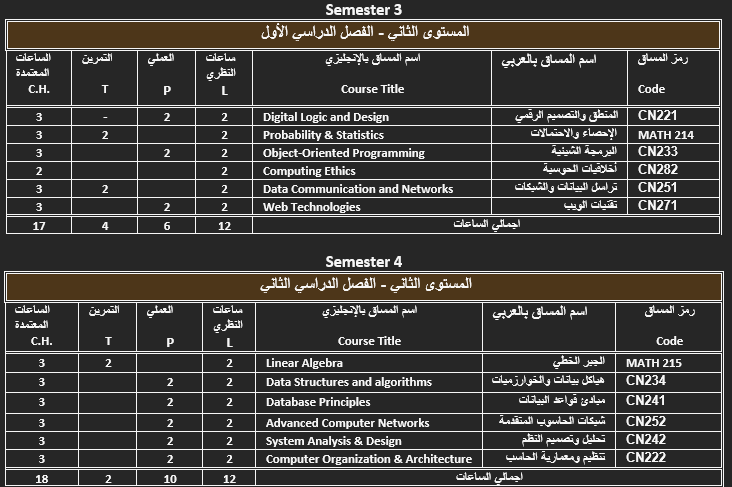 Semester 3
المستوى الثاني - الفصل الدراسي الأول
رمز المساق Code | اسم المساق بالعربي | اسم المساق بالإنجليزي Course Title | ساعات النظري L | العملي P | التمرين T | الساعات المعتمدة C.H.
CN221 | المنطق والتصميم الرقمي | Digital Logic and Design | 2 | 2 | - | 3
MATH 214 | الإحصاء والاحتمالات | Probability & Statistics | 2 | | 2 | 3
CN233 | البرمجة الشيئية | Object-Oriented Programming | 2 | 2 | | 3
CN282 | أخلاقيات الحوسبة | Computing Ethics | 2 | | | 2
CN251 | تراسل البيانات والشبكات | Data Communication and Networks | 2 | | 2 | 3
CN271 | تقنيات الويب | Web Technologies | 2 | 2 | | 3
اجمالي الساعات | 12 | 6 | 4 | 17
Semester 4
المستوى الثاني - الفصل الدراسي الثاني
رمز المساق Code | اسم المساق بالعربي | اسم المساق بالإنجليزي Course Title | ساعات النظري L | العملي P | التمرين T | الساعات المعتمدة C.H.
MATH 215 | الجبر الخطي | Linear Algebra | 2 | | 2 | 3
CN234 | هياكل بيانات والخوارزميات | Data Structures and algorithms | 2 | 2 | | 3
CN241 | مبادئ قواعد البيانات | Database Principles | 2 | 2 | | 3
CN252 | شبكات الحاسوب المتقدمة | Advanced Computer Networks | 2 | 2 | | 3
CN242 | تحليل وتصميم النظم | System Analysis & Design | 2 | 2 | | 3
CN222 | تنظيم ومعمارية الحاسب | Computer Organization & Architecture | 2 | 2 | | 3
اجمالي الساعات | 12 | 10 | 2 | 18